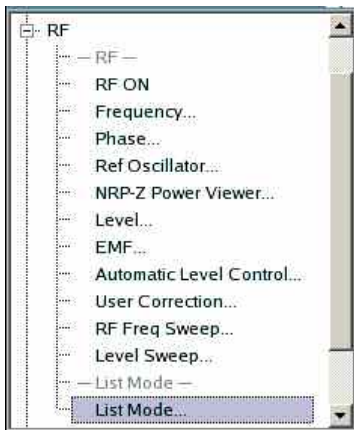 RF
— RF —
RF ON
Frequency...
Phase...
Ref Oscillator...
NRP-Z Power Viewer...
Level...
EMF...
Automatic Level Control...
User Correction...
RF Freq Sweep...
Level Sweep...
— List Mode —
List Mode...